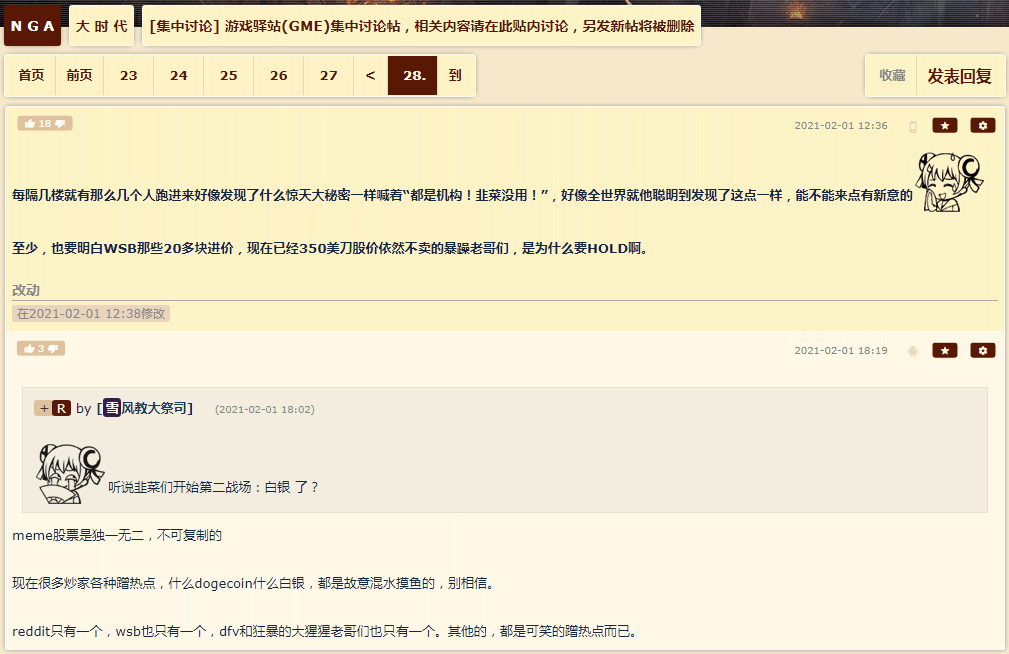 NGA 大时代 [集中讨论] 游戏驿站(GME)集中讨论帖，相关内容请在此贴内讨论，另发新帖将被删除
首页 前页 23 24 25 26 27 < 28. 到 收藏 发表回复
18 2021-02-01 12:36
每隔几楼就有那么几个人跑进来好像发现了什么惊天大秘密一样喊着“都是机构！韭菜没用！”，好像全世界就他聪明到发现了这点一样，能不能来点有新意的
至少，也要明白WSB那些20多块进价，现在已经350美刀股价依然不卖的暴躁老哥们，是为什么要HOLD啊。
改动
在2021-02-01 12:38修改
3 2021-02-01 18:19
+ R by [雪风教大祭司] (2021-02-01 18:02)
听说韭菜们开始第二战场：白银 了？
meme股票是独一无二，不可复制的
现在很多炒家各种蹭热点，什么dogecoin什么白银，都是故意混水摸鱼的，别相信。
reddit只有一个，wsb也只有一个，dfv和狂暴的大猩猩老哥们也只有一个。其他的，都是可笑的蹭热点而已。